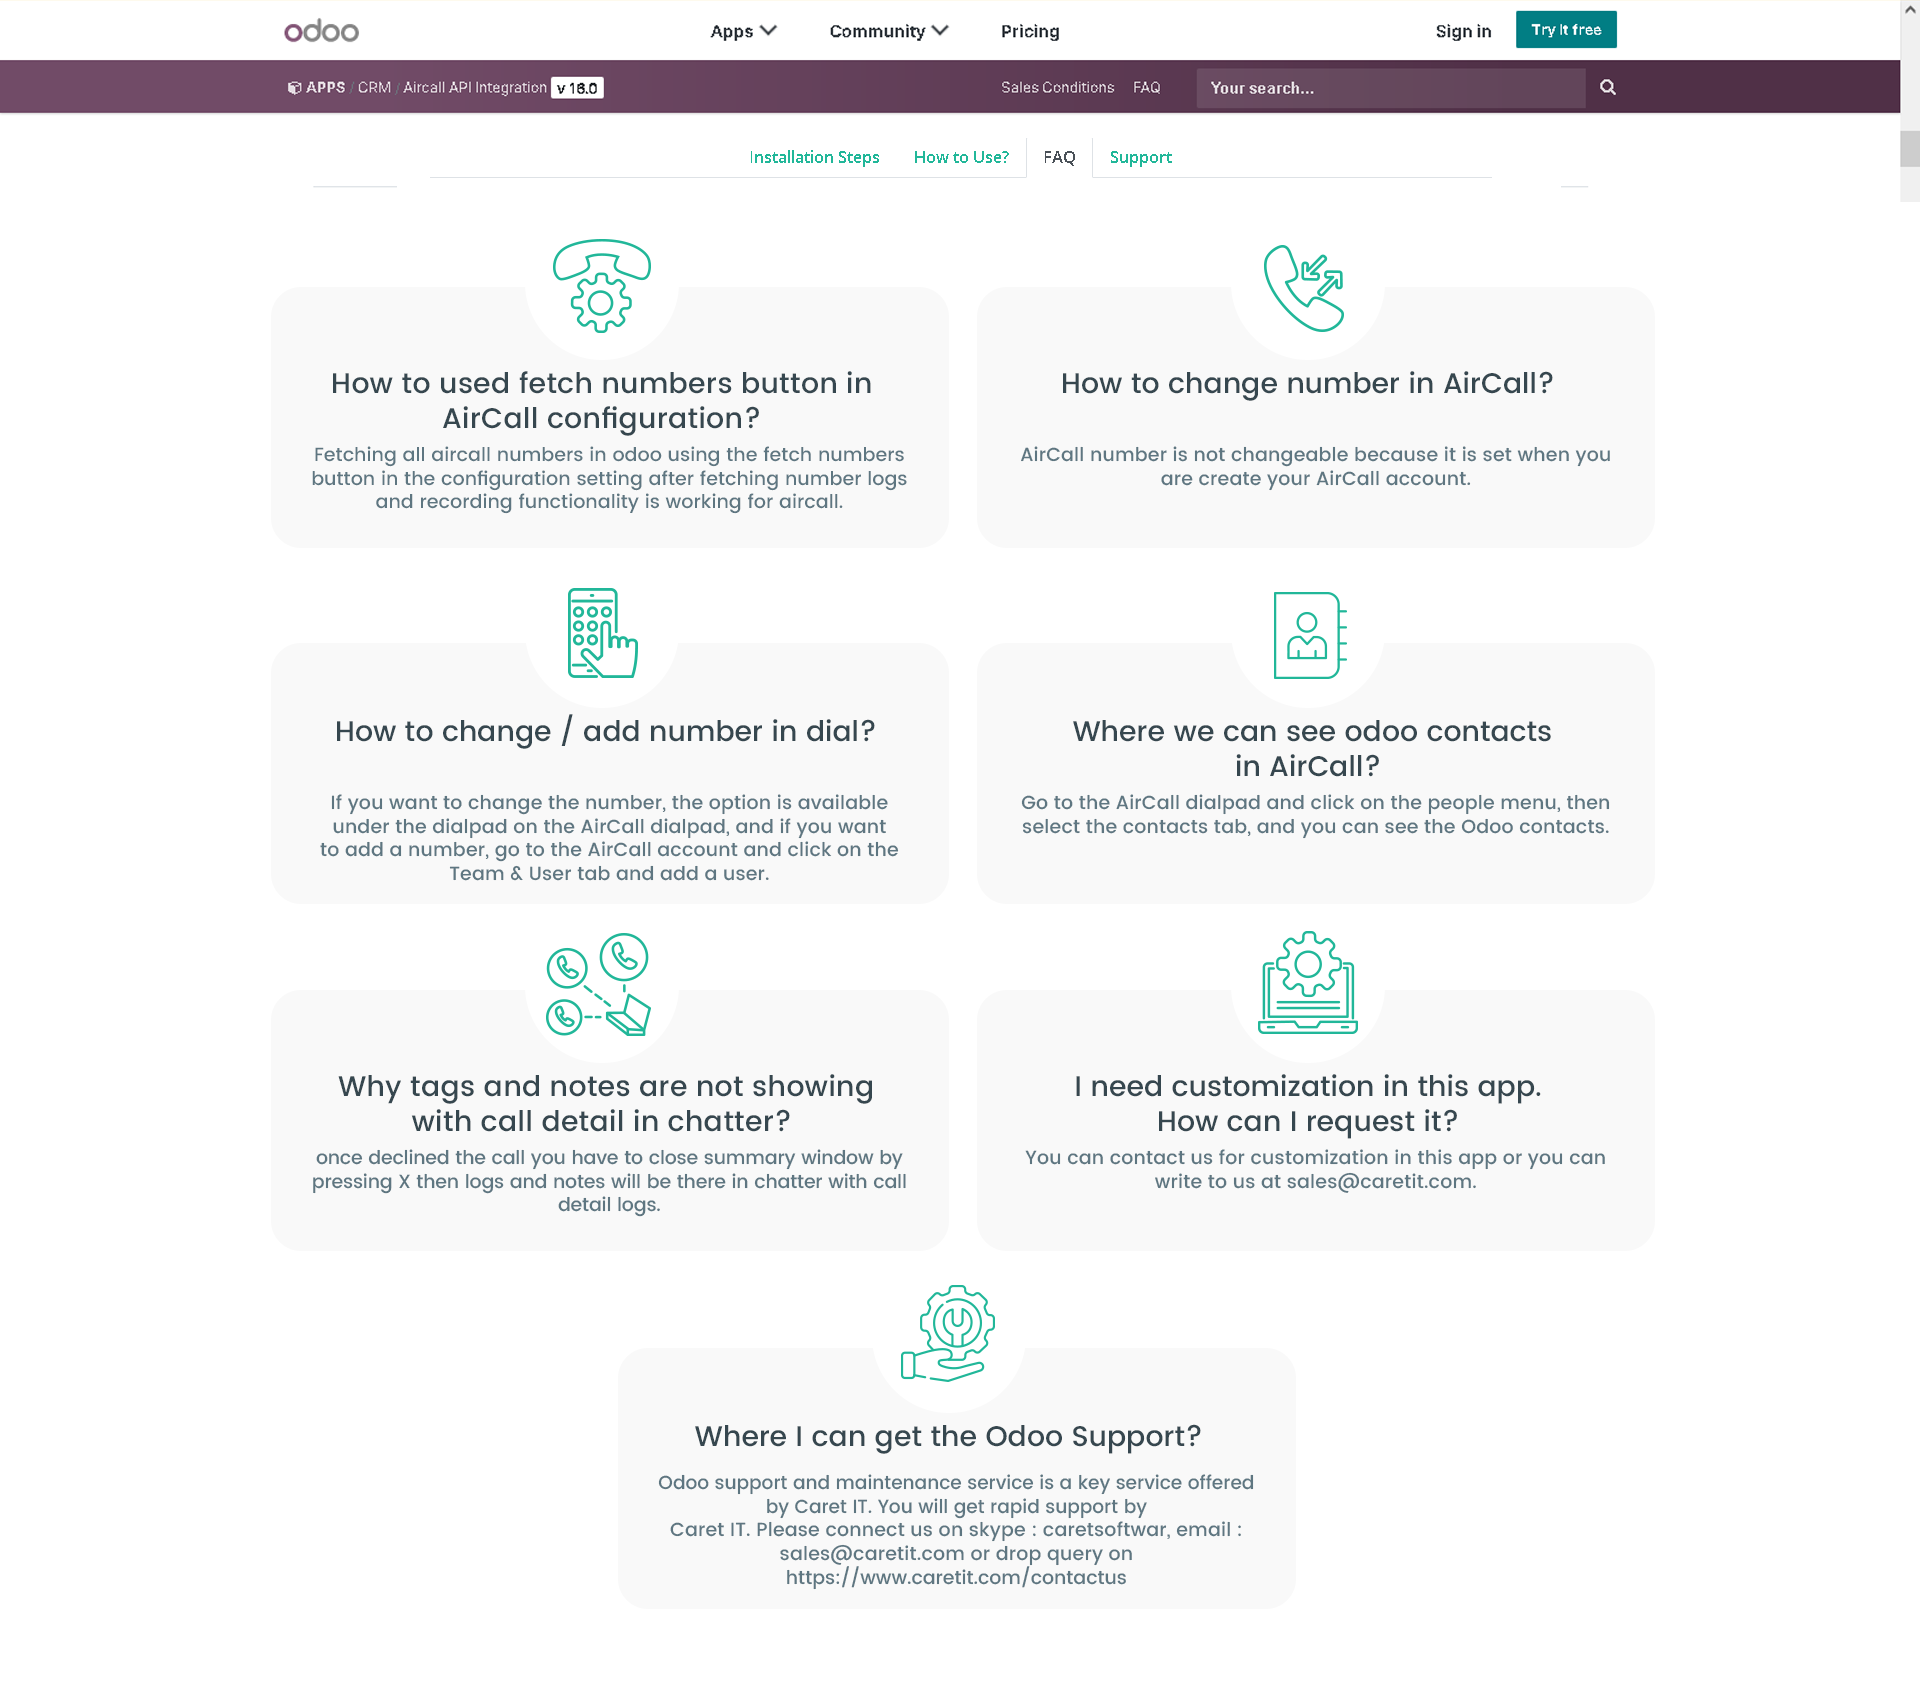 odoo
Apps
Community
Pricing
Sign in
Try it free
APPS / CRM / Aircall API Integration v 16.0
Sales Conditions
FAQ
Your search...
Installation Steps
How to Use?
FAQ
Support
How to used fetch numbers button in
AirCall configuration?
Fetching all aircall numbers in odoo using the fetch numbers
button in the configuration setting after fetching number logs
and recording functionality is working for aircall.
How to change number in AirCall?
AirCall number is not changeable because it is set when you
are create your AirCall account.
How to change / add number in dial?
If you want to change the number, the option is available
under the dialpad on the AirCall dialpad, and if you want
to add a number, go to the AirCall account and click on the
Team & User tab and add a user.
Where we can see odoo contacts
in AirCall?
Go to the AirCall dialpad and click on the people menu, then
select the contacts tab, and you can see the Odoo contacts.
Why tags and notes are not showing
with call detail in chatter?
once declined the call you have to close summary window by
pressing X then logs and notes will be there in chatter with call
detail logs.
I need customization in this app.
How can I request it?
You can contact us for customization in this app or you can
write to us at sales@caretit.com.
Where I can get the Odoo Support?
Odoo support and maintenance service is a key service offered
by Caret IT. You will get rapid support by
Caret IT. Please connect us on skype : caretsoftwar, email :
sales@caretit.com or drop query on
https://www.caretit.com/contactus